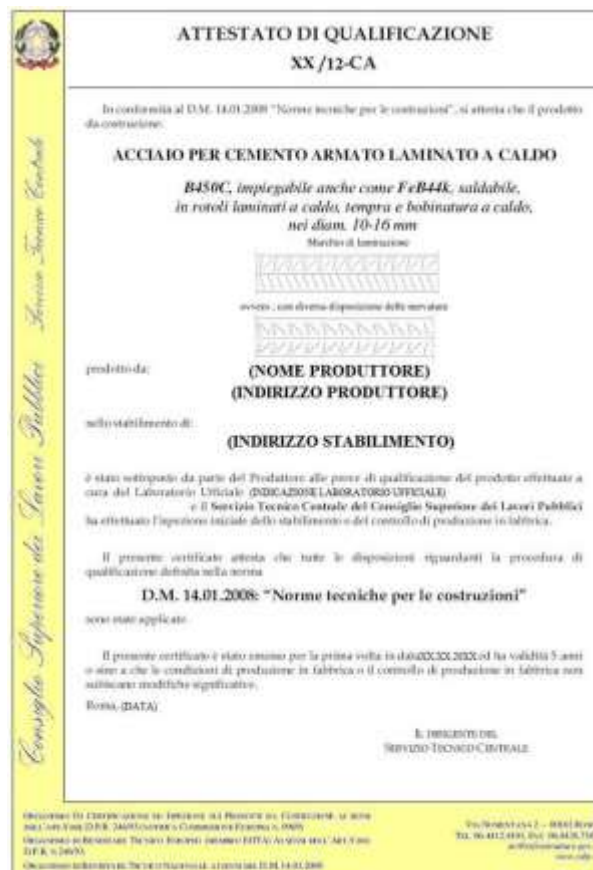 ATTESTATO DI QUALIFICAZIONE
XX /12-CA
In conformità al D.M. 14.01.2008 "Norme tecniche per le costruzioni", si attesta che il prodotto
da costruzione:
ACCIAIO PER CEMENTO ARMATO LAMINATO A CALDO
B450C, impiegabile anche come FeB44k, saldabile,
in rotoli laminati a caldo, tempra e bobinatura a caldo,
nei diam. 10-16 mm
Marchio di laminazione
ovvero , con diversa disposizione delle nervature
prodotto da:
(NOME PRODUTTORE)
(INDIRIZZO PRODUTTORE)
nello stabilimento di:
(INDIRIZZO STABILIMENTO)
è stato sottoposto da parte del Produttore alle prove di qualificazione del prodotto effettuate a
cura del Laboratorio Ufficiale (INDICAZIONE LABORATORIO UFFICIALE)
e il Servizio Tecnico Centrale del Consiglio Superiore dei Lavori Pubblici
ha effettuato l'ispezione iniziale dello stabilimento e del controllo di produzione in fabbrica.
Il presente certificato attesta che tutte le disposizioni riguardanti la procedura di
qualificazione definita nella norma
D.M. 14.01.2008: "Norme tecniche per le costruzioni"
sono state applicate
Il presente certificato è stato emesso per la prima volta in data XX.XX.20XX ed ha validità 5 anni
o sino a che le condizioni di produzione in fabbrica o il controllo di produzione in fabbrica non
subiscano modifiche significative.
Roma, (DATA)
IL DIRIGENTE DEL
SERVIZIO TECNICO CENTRALE
Consiglio Superiore dei Lavori Pubblici Servizio Tecnico Centrale